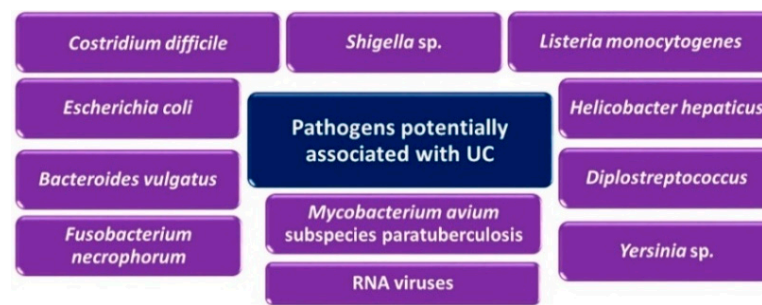 Costridium difficile
Shigella sp.
Listeria monocytogenes
Escherichia coli
Pathogens potentially
associated with UC
Helicobacter hepaticus
Bacteroides vulgatus
Diplostreptococcus
Mycobacterium avium
subspecies paratuberculosis
Fusobacterium
necrophorum
Yersinia sp.
RNA viruses